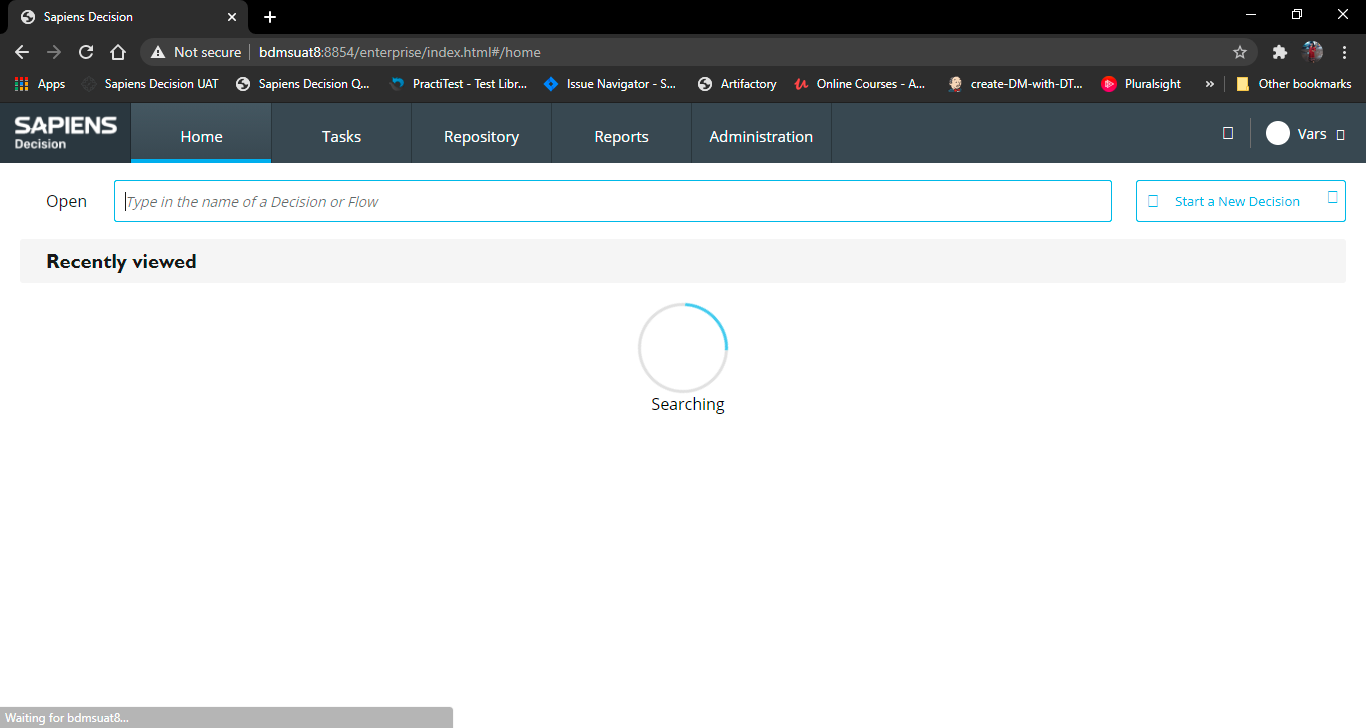 Sapiens Decision
Not secure bdmsuat8:8854/enterprise/index.html#/home
Apps Sapiens Decision UAT Sapiens Decision Q... PractiTest - Test Libr... Issue Navigator - S... Artifactory Online Courses - A... create-DM-with-DT... Pluralsight » Other bookmarks
SAPIENS
Decision
Home Tasks Repository Reports Administration Vars
Open Type in the name of a Decision or Flow Start a New Decision
Recently viewed
Searching
Waiting for bdmsuat8...